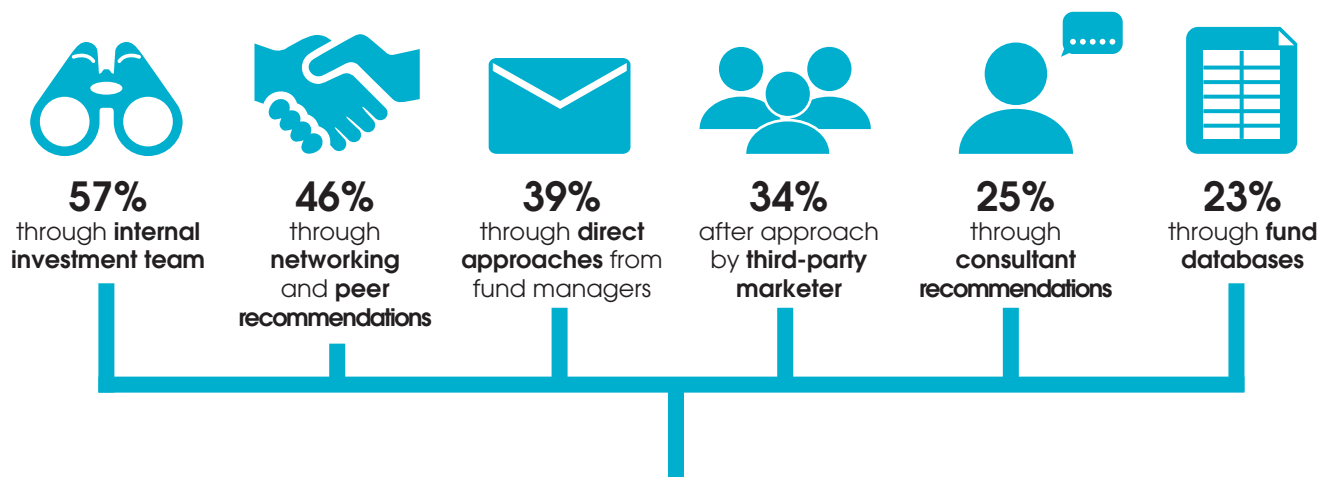 57%
through internal
investment team
46%
through
networking
and peer
recommendations
39%
through direct
approaches from
fund managers
34%
after approach
by third-party
marketer
25%
through
consultant
recommendations
23%
through fund
databases